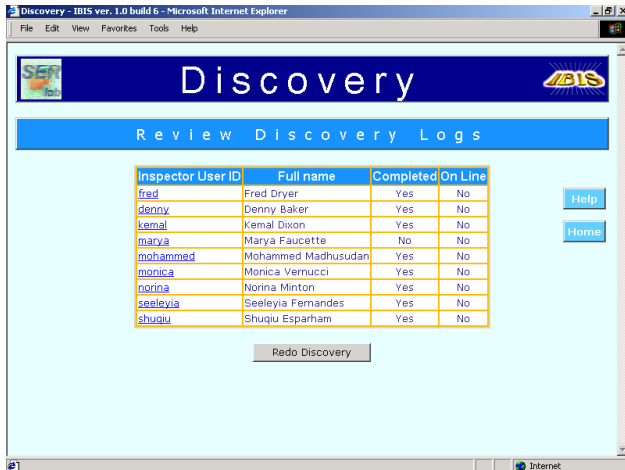 Discovery - IBIS ver. 1.0 build 6 - Microsoft Internet Explorer
File Edit View Favorites Tools Help
SER lab
Discovery
IBIS
Review Discovery Logs
Inspector User ID Full name Completed On Line
fred Fred Dryer Yes No
denny Denny Baker Yes No
kemal Kemal Dixon Yes No
marya Marya Faucette No No
mohammed Mohammed Madhusudan Yes No
monica Monica Vernucci Yes No
norina Norina Minton Yes No
seeleyia Seeleyia Fernandes Yes No
shuqiu Shuqiu Esparham Yes No
Help
Home
Redo Discovery
Internet